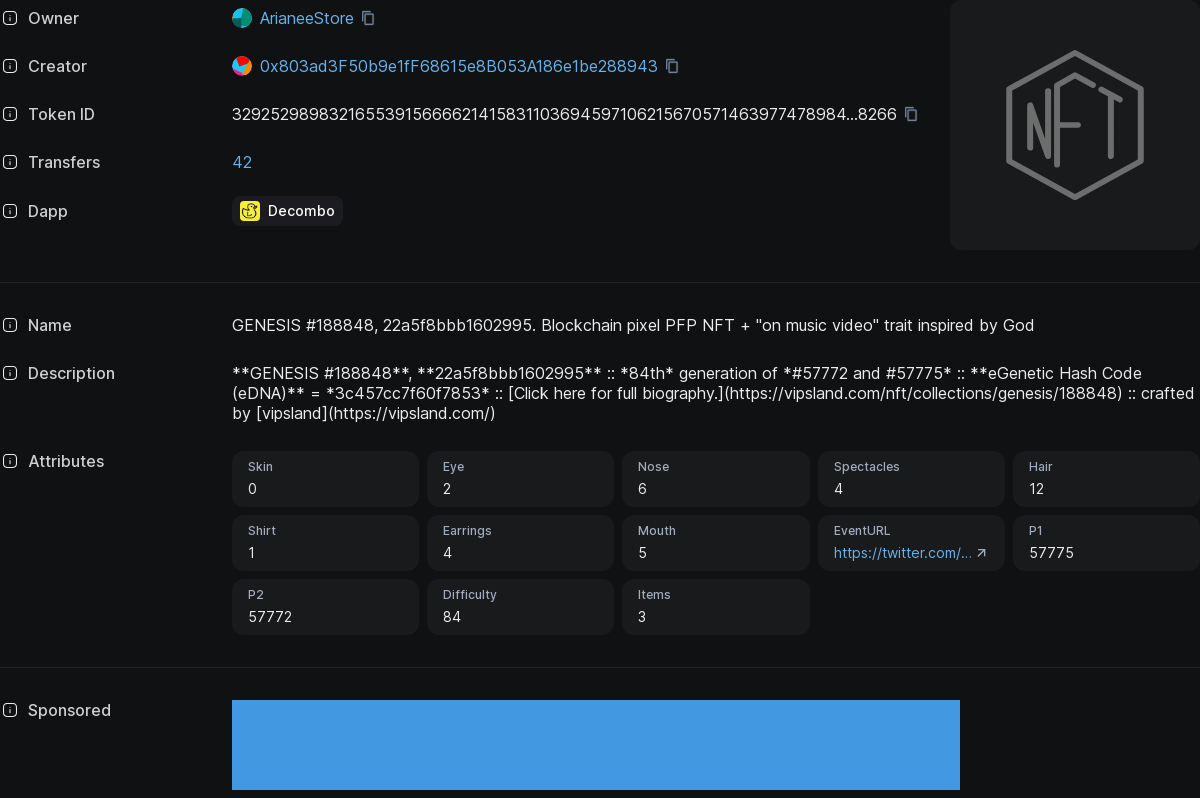 Owner
ArianeeStore
Creator
0x803ad3F50b9e1fF68615e8B053A186e1be288943
Token ID
32925298983216553915666621415831103694597106215670571463977478984...8266
Transfers
42
Dapp
Decombo
NFT
Name
GENESIS #188848, 22a5f8bbb1602995. Blockchain pixel PFP NFT + "on music video" trait inspired by God
Description
**GENESIS #188848**, **22a5f8bbb1602995** :: *84th* generation of *#57772 and #57775* :: **eGenetic Hash Code
(eDNA)** = *3c457cc7f60f7853* :: [Click here for full biography.](https://vipsland.com/nft/collections/genesis/188848) :: crafted
by [vipsland](https://vipsland.com/)
Attributes
Skin
0
Eye
2
Nose
6
Spectacles
4
Hair
12
Shirt
1
Earrings
4
Mouth
5
EventURL
https://twitter.com/...
P1
57775
P2
57772
Difficulty
84
Items
3
Sponsored